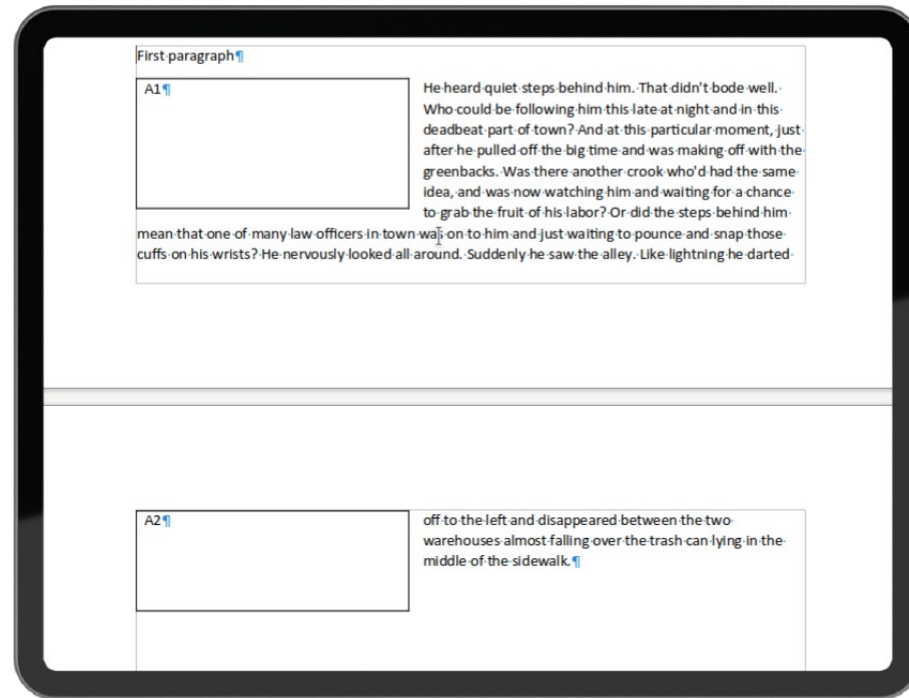 First paragraph¶
A1¶
He heard quiet steps behind him. That didn't bode well.
Who could be following him this late at night and in this
deadbeat part of town? And at this particular moment, just
after he pulled off the big time and was making off with the
greenbacks. Was there another crook who'd had the same
idea, and was now watching him and waiting for a chance
to grab the fruit of his labor? Or did the steps behind him
mean that one of many law officers in town was on to him and just waiting to pounce and snap those
cuffs on his wrists? He nervously looked all around. Suddenly he saw the alley. Like lightning he darted
A2¶
off to the left and disappeared between the two
warehouses almost falling over the trash can lying in the
middle of the sidewalk.¶